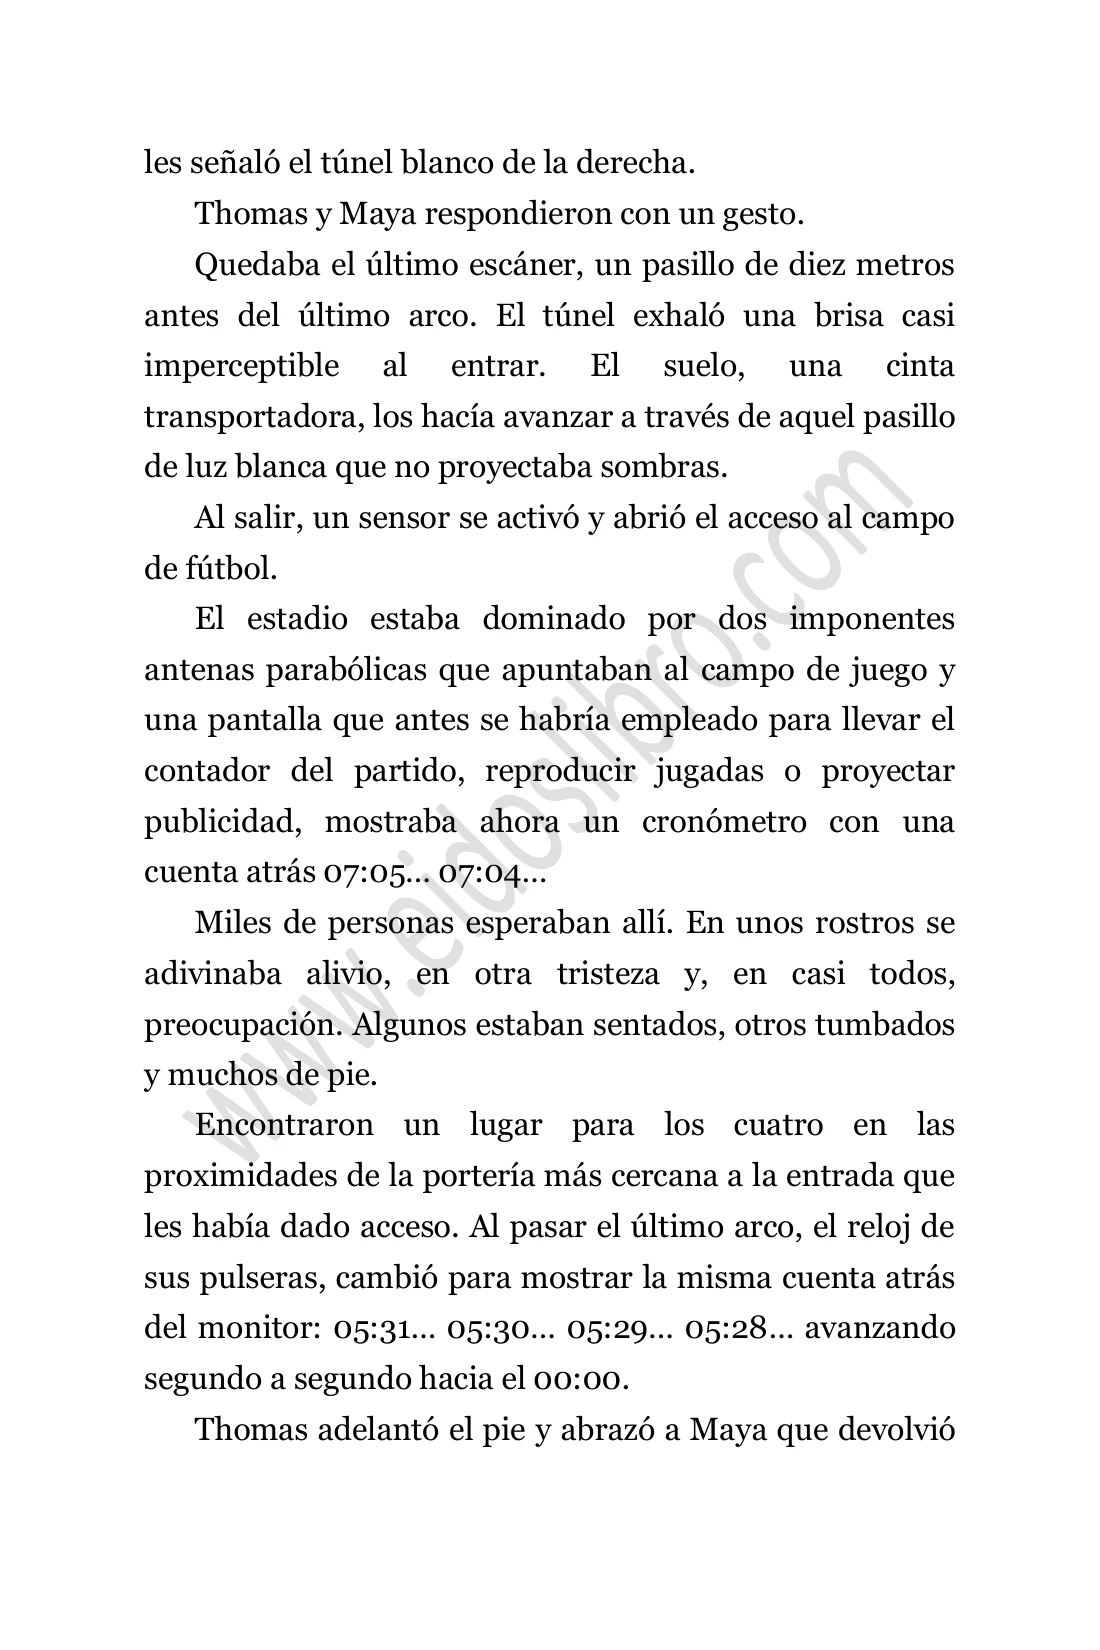 les señaló el túnel blanco de la derecha.
Thomas y Maya respondieron con un gesto.
Quedaba el último escáner, un pasillo de diez metros
antes del último arco. El túnel exhaló una brisa casi
imperceptible al entrar. El suelo, una cinta
transportadora, los hacía avanzar a través de aquel pasillo
de luz blanca que no proyectaba sombras.
Al salir, un sensor se activó y abrió el acceso al campo
de fútbol.
El estadio estaba dominado por dos imponentes
antenas parabólicas que apuntaban al campo de juego y
una pantalla que antes se habría empleado para llevar el
contador del partido, reproducir jugadas o proyectar
publicidad, mostraba ahora un cronómetro con una
cuenta atrás 07:05... 07:04...
Miles de personas esperaban allí. En unos rostros se
adivinaba alivio, en otra tristeza y, en casi todos,
preocupación. Algunos estaban sentados, otros tumbados
y muchos de pie.
Encontraron un lugar para los cuatro en las
proximidades de la portería más cercana a la entrada que
les había dado acceso. Al pasar el último arco, el reloj de
sus pulseras, cambió para mostrar la misma cuenta atrás
del monitor: 05:31... 05:30... 05:29... 05:28... avanzando
segundo a segundo hacia el 00:00.
Thomas adelantó el pie y abrazó a Maya que devolvió
www.eidoslibro.com